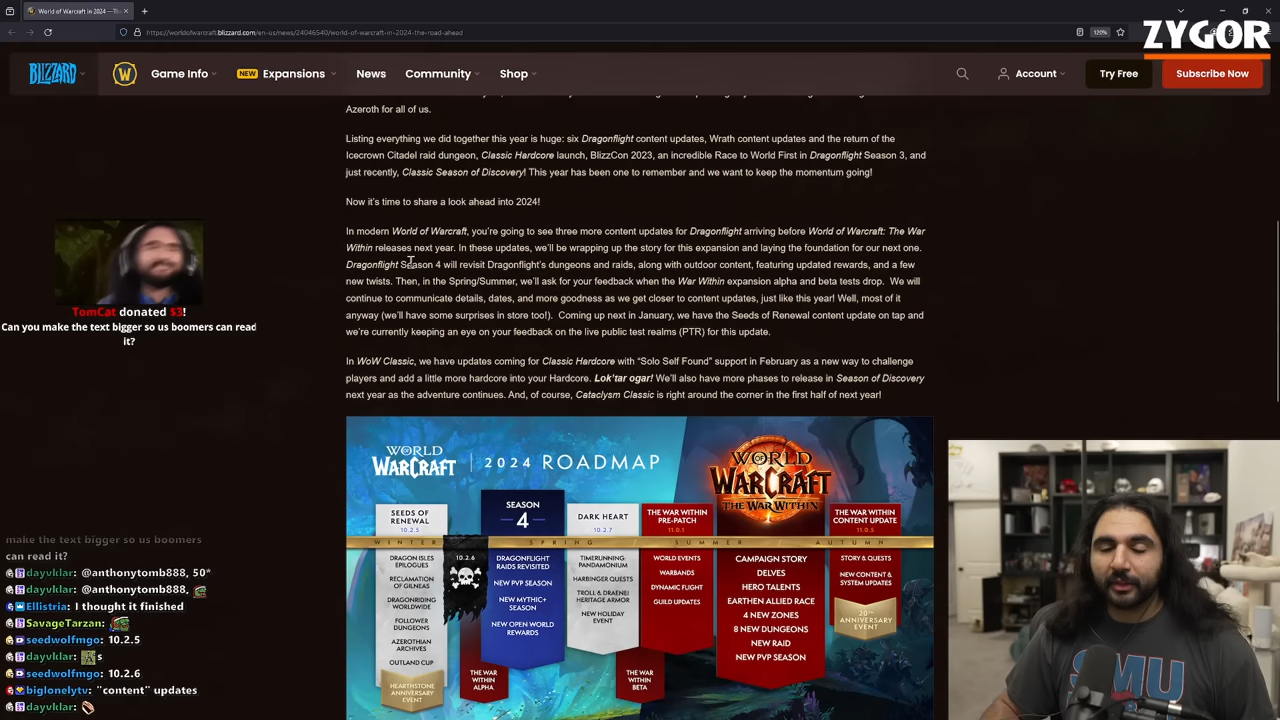 World of Warcraft in 2024 —
worldofwarcraft.blizzard.com/en-us/news/24046540/world-of-warcraft-in-2024-the-road-ahead
120%
ZYGOR
BLIZZARD
W
Game Info
NEW
Expansions
News
Community
Shop
Account
Try Free
Subscribe Now
Azeroth for all of us.
Listing everything we did together this year is huge: six Dragonflight content updates, Wrath content updates and the return of the
Icecrown Citadel raid dungeon, Classic Hardcore launch, BlizzCon 2023, an incredible Race to World First in Dragonflight Season 3, and
just recently, Classic Season of Discovery! This year has been one to remember and we want to keep the momentum going!
Now it's time to share a look ahead into 2024!
In modern World of Warcraft, you're going to see three more content updates for Dragonflight arriving before World of Warcraft: The War
Within releases next year. In these updates, we'll be wrapping up the story for this expansion and laying the foundation for our next one.
Dragonflight Season 4 will revisit Dragonflight's dungeons and raids, along with outdoor content, featuring updated rewards, and a few
new twists. Then, in the Spring/Summer, we'll ask for your feedback when the War Within expansion alpha and beta tests drop.  We will
continue to communicate details, dates, and more goodness as we get closer to content updates, just like this year! Well, most of it
anyway (we'll have some surprises in store too!).  Coming up next in January, we have the Seeds of Renewal content update on tap and
we're currently keeping an eye on your feedback on the live public test realms (PTR) for this update.
In WoW Classic, we have updates coming for Classic Hardcore with “Solo Self Found” support in February as a new way to challenge
players and add a little more hardcore into your Hardcore. Lok'tar ogar! We'll also have more phases to release in Season of Discovery
next year as the adventure continues. And, of course, Cataclysm Classic is right around the corner in the first half of next year!
WORLD OF WARCRAFT | 2024 ROADMAP
WORLD OF WARCRAFT
THE WAR WITHIN
SEEDS OF
RENEWAL
10.2.5
SEASON
4
DARK HEART
10.2.7
THE WAR WITHIN
PRE-PATCH
11.0.1
11.0.2
THE WAR WITHIN
CONTENT UPDATE
11.0.5
WINTER / SPRING / SUMMER / AUTUMN
DRAGON ISLES
EPILOGUES
RECLAMATION
OF GILNEAS
DRAGONRIDING
WORLDWIDE
FOLLOWER
DUNGEONS
AZEROTHIAN
ARCHIVES
OUTLAND CUP
HEARTHSTONE
ANNIVERSARY
EVENT
10.2.6
THE WAR
WITHIN
ALPHA
DRAGONFLIGHT
RAIDS REVISITED
NEW PVP SEASON
NEW MYTHIC+
SEASON
NEW OPEN WORLD
REWARDS
TIMERUNNING:
PANDAMONIUM
HARBINGER QUESTS
TROLL & DRAENEI
HERITAGE ARMOR
NEW HOLIDAY
EVENT
THE WAR
WITHIN
BETA
WORLD EVENTS
WARBANDS
DYNAMIC FLIGHT
GUILD UPDATES
CAMPAIGN STORY
DELVES
HERO TALENTS
EARTHEN ALLIED RACE
4 NEW ZONES
8 NEW DUNGEONS
NEW RAID
NEW PVP SEASON
STORY & QUESTS
NEW CONTENT &
SYSTEM UPDATES
20TH
ANNIVERSARY
EVENT
TomCat donated $3!
Can you make the text bigger so us boomers can read
it?
make the text bigger so us boomers
can read it?
dayvklar: @anthonytomb888, 50*
dayvklar: @anthonytomb888,
Ellistria: I thought it finished
SavageTarzan:
seedwolfmgo: 10.2.5
dayvklar: s
seedwolfmgo: 10.2.6
biglonelytv: "content" updates
dayvklar:
SMU